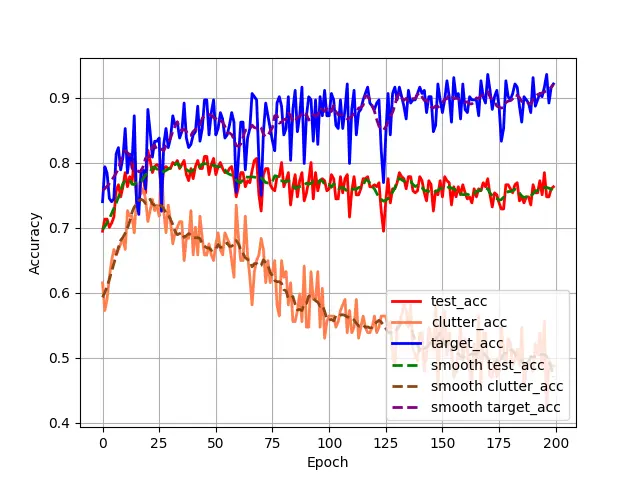 Accuracy
0.9
0.8
0.7
0.6
0.5
0.4
test_acc
clutter_acc
target_acc
smooth test_acc
smooth clutter_acc
smooth target_acc
0 25 50 75 100 125 150 175 200
Epoch